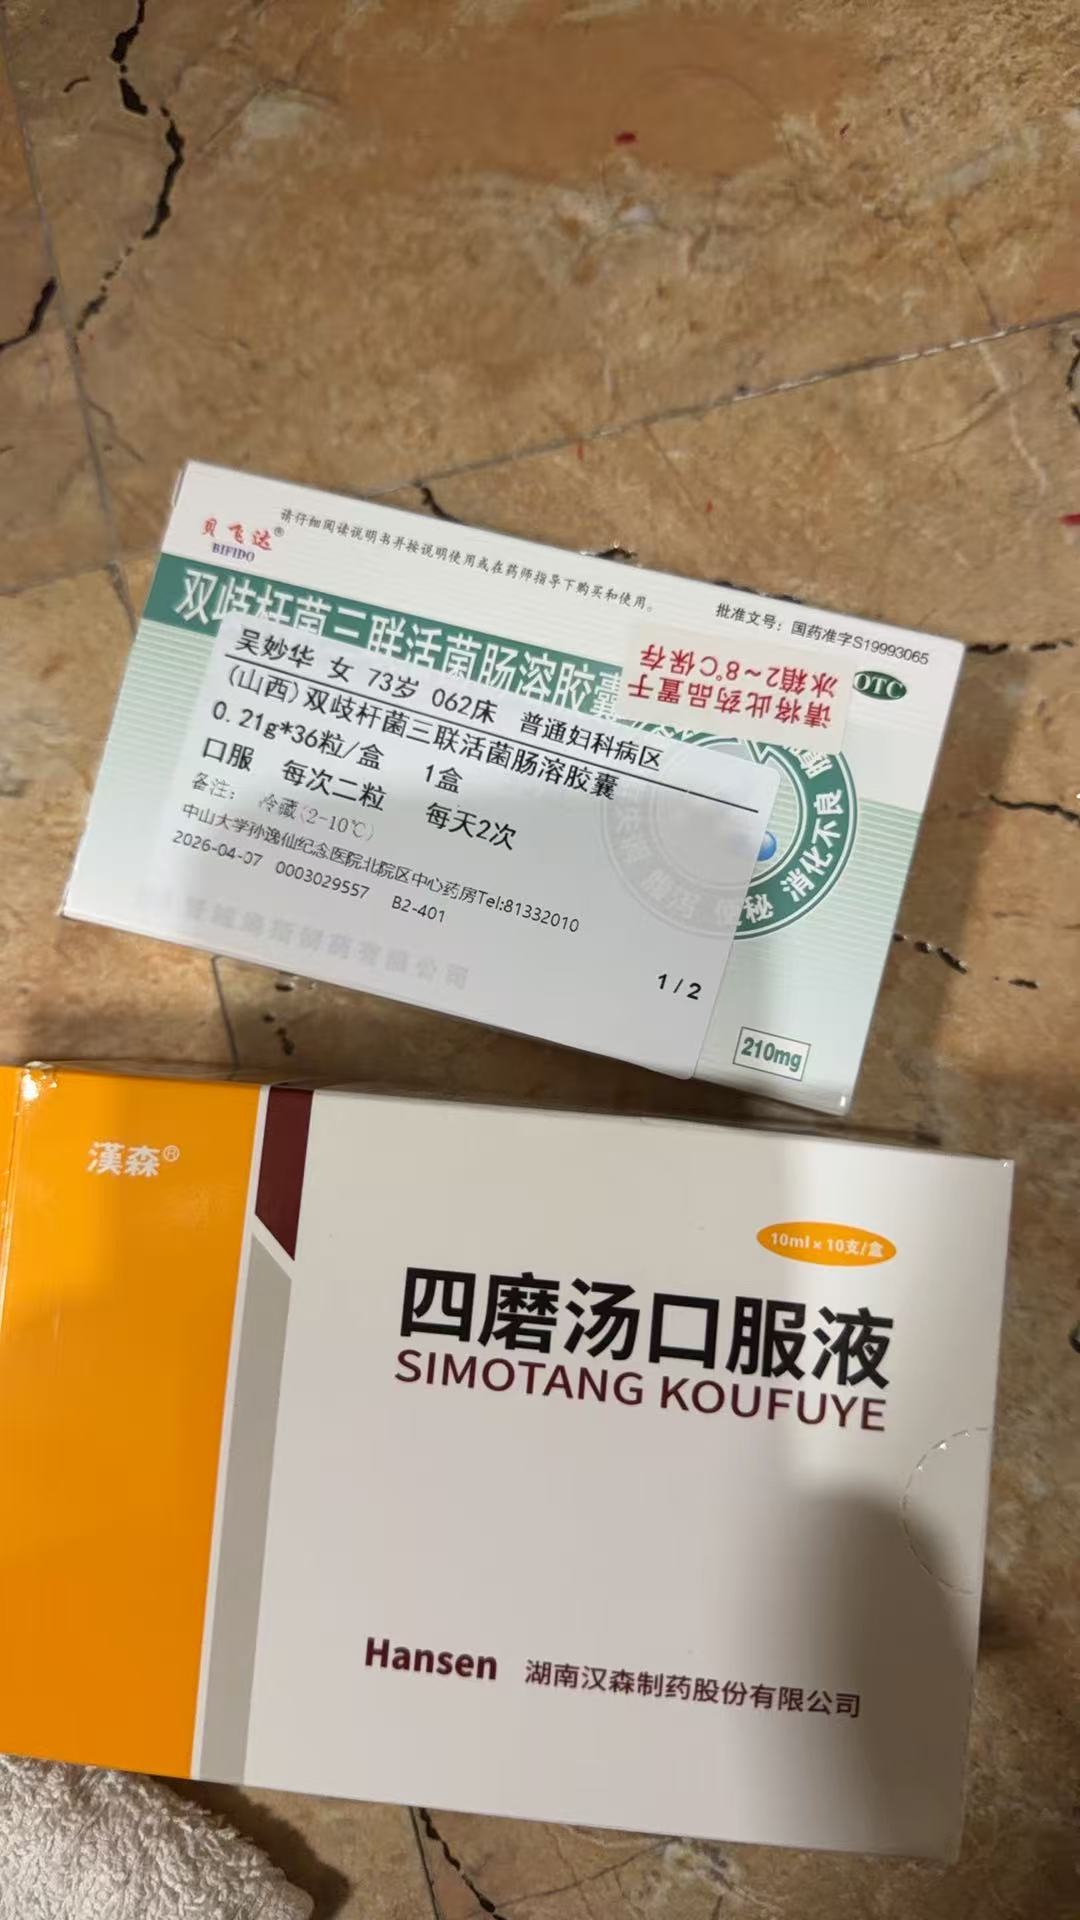 贝飞达®
BIFIDO
请仔细阅读说明书并按说明使用或在药师指导下购买和使用。
批准文号：国药准字S19993065
OTC
双歧杆菌三联活菌肠溶胶囊
请将此药品置于
冰箱2~8℃保存
吴妙华 女 73岁 062床 普通妇科病区
(山西)双歧杆菌三联活菌肠溶胶囊
0.21g*36粒/盒 1盒
口服 每次二粒 每天2次
备注： 冷藏(2-10℃)
中山大学孙逸仙纪念医院北院区中心药房Tel:81332010
2026-04-07 0003029557 B2-401
1/2
腹泻 便秘 消化不良
210mg
漢森®
10ml×10支/盒
四磨汤口服液
SIMOTANG KOUFUYE
Hansen 湖南汉森制药股份有限公司